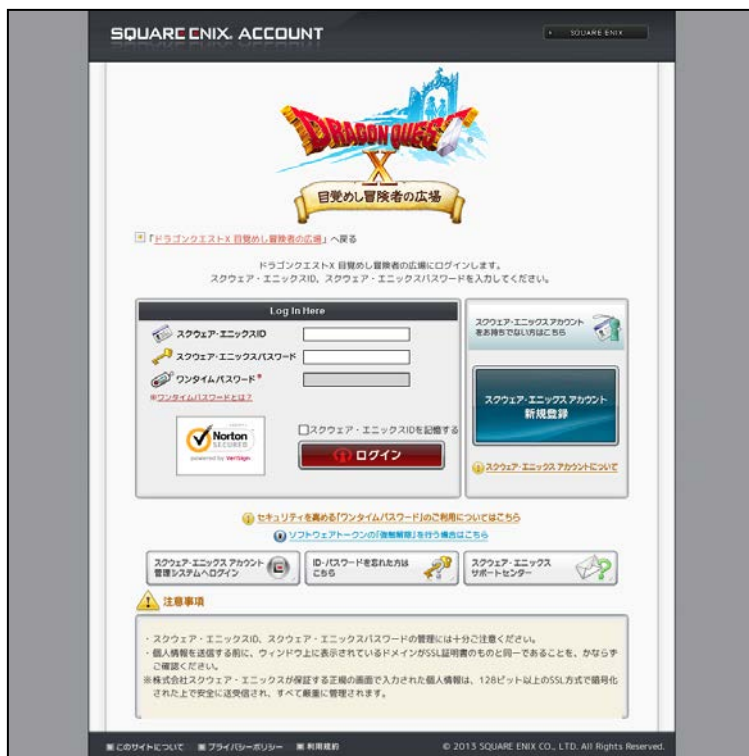 SQUARE ENIX. ACCOUNT
SQUARE ENIX
DRAGON QUEST
X
目覚めし冒険者の広場
「ドラゴンクエストX 目覚めし冒険者の広場」へ戻る
ドラゴンクエストX 目覚めし冒険者の広場にログインします。
スクウェア・エニックスID、スクウェア・エニックスパスワードを入力してください。
Log In Here
スクウェア・エニックスID
スクウェア・エニックスパスワード
ワンタイムパスワード*
※ワンタイムパスワードとは?
Norton
SECURED
powered by VeriSign
スクウェア・エニックスIDを記憶する
ログイン
スクウェア・エニックス アカウント
をお持ちでない方はこちら
スクウェア・エニックス アカウント
新規登録
スクウェア・エニックス アカウントについて
セキュリティを高める「ワンタイムパスワード」のご利用についてはこちら
ソフトウェアトークンの「強制解除」を行う場合はこちら
スクウェア・エニックス アカウント
管理システムへログイン
ID・パスワードを忘れた方は
こちら
スクウェア・エニックス
サポートセンター
注意事項
・スクウェア・エニックスID、スクウェア・エニックスパスワードの管理には十分ご注意ください。
・個人情報を送信する前に、ウィンドウ上に表示されているドメインがSSL証明書のものと同一であることを、かならず
ご確認ください。
※株式会社スクウェア・エニックスが保証する正規の画面で入力された個人情報は、128ビット以上のSSL方式で暗号化
された上で安全に送受信され、すべて厳重に管理されます。
このサイトについて
プライバシーポリシー
利用規約
© 2013 SQUARE ENIX CO., LTD. All Rights Reserved.